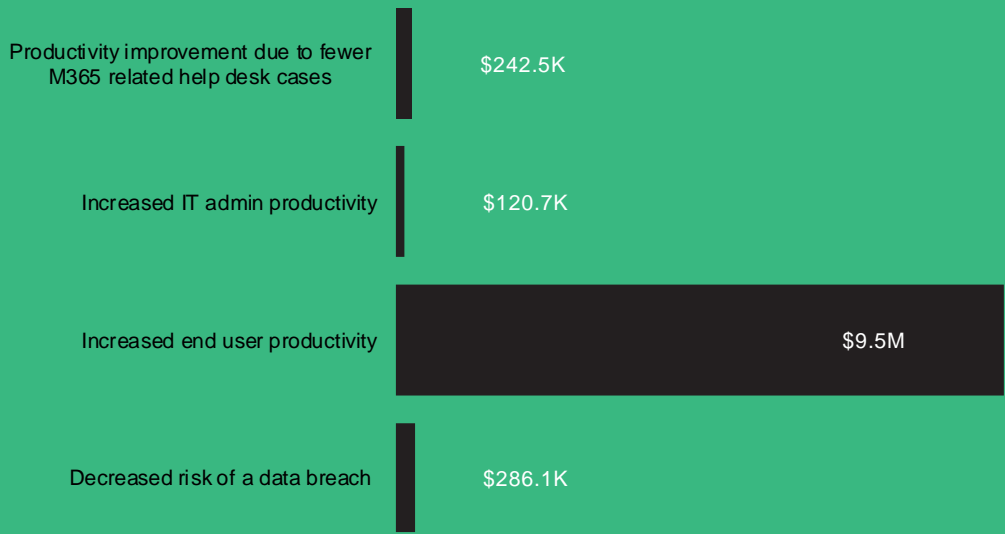 Productivity improvement due to fewer
M365 related help desk cases
$242.5K
Increased IT admin productivity
$120.7K
Increased end user productivity
$9.5M
Decreased risk of a data breach
$286.1K